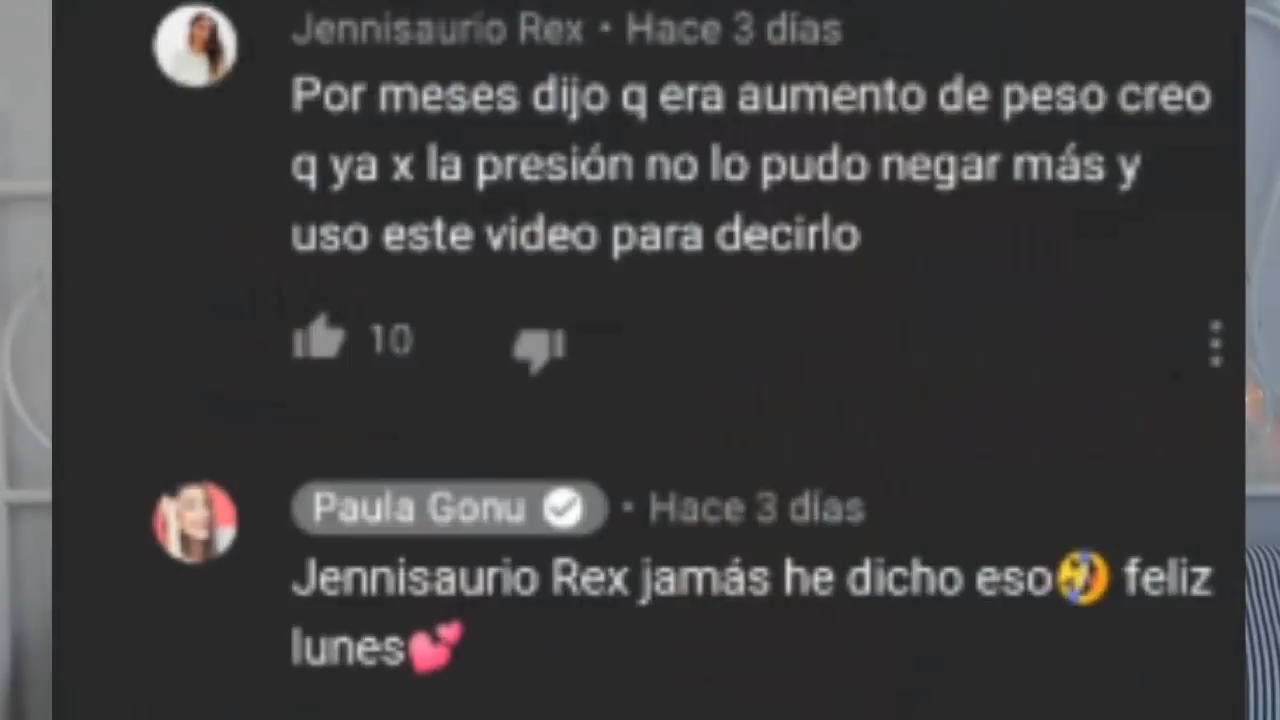 Jennisaurio Rex • Hace 3 días
Por meses dijo q era aumento de peso creo
q ya x la presión no lo pudo negar más y
uso este video para decirlo
10
Paula Gonu • Hace 3 días
Jennisaurio Rex jamás he dicho eso🤣 feliz
lunes💕